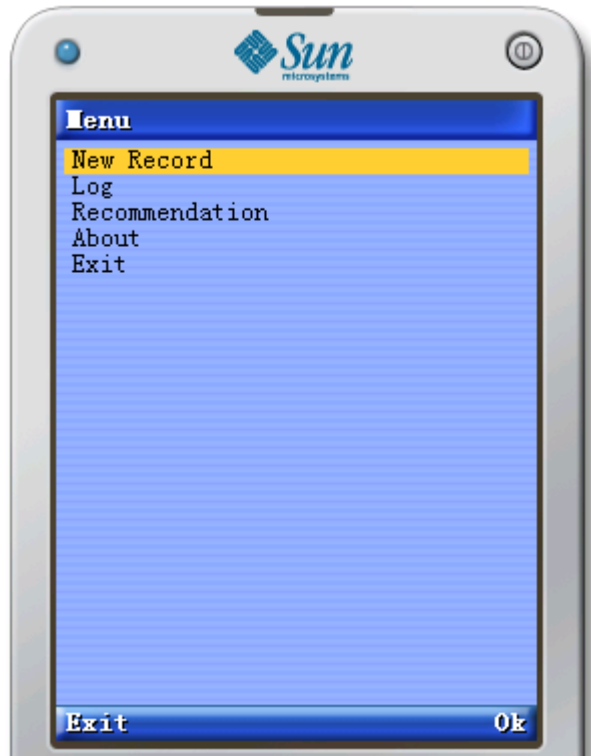 Sun
microsystems
Menu
New Record
Log
Recommendation
About
Exit
Exit
Ok